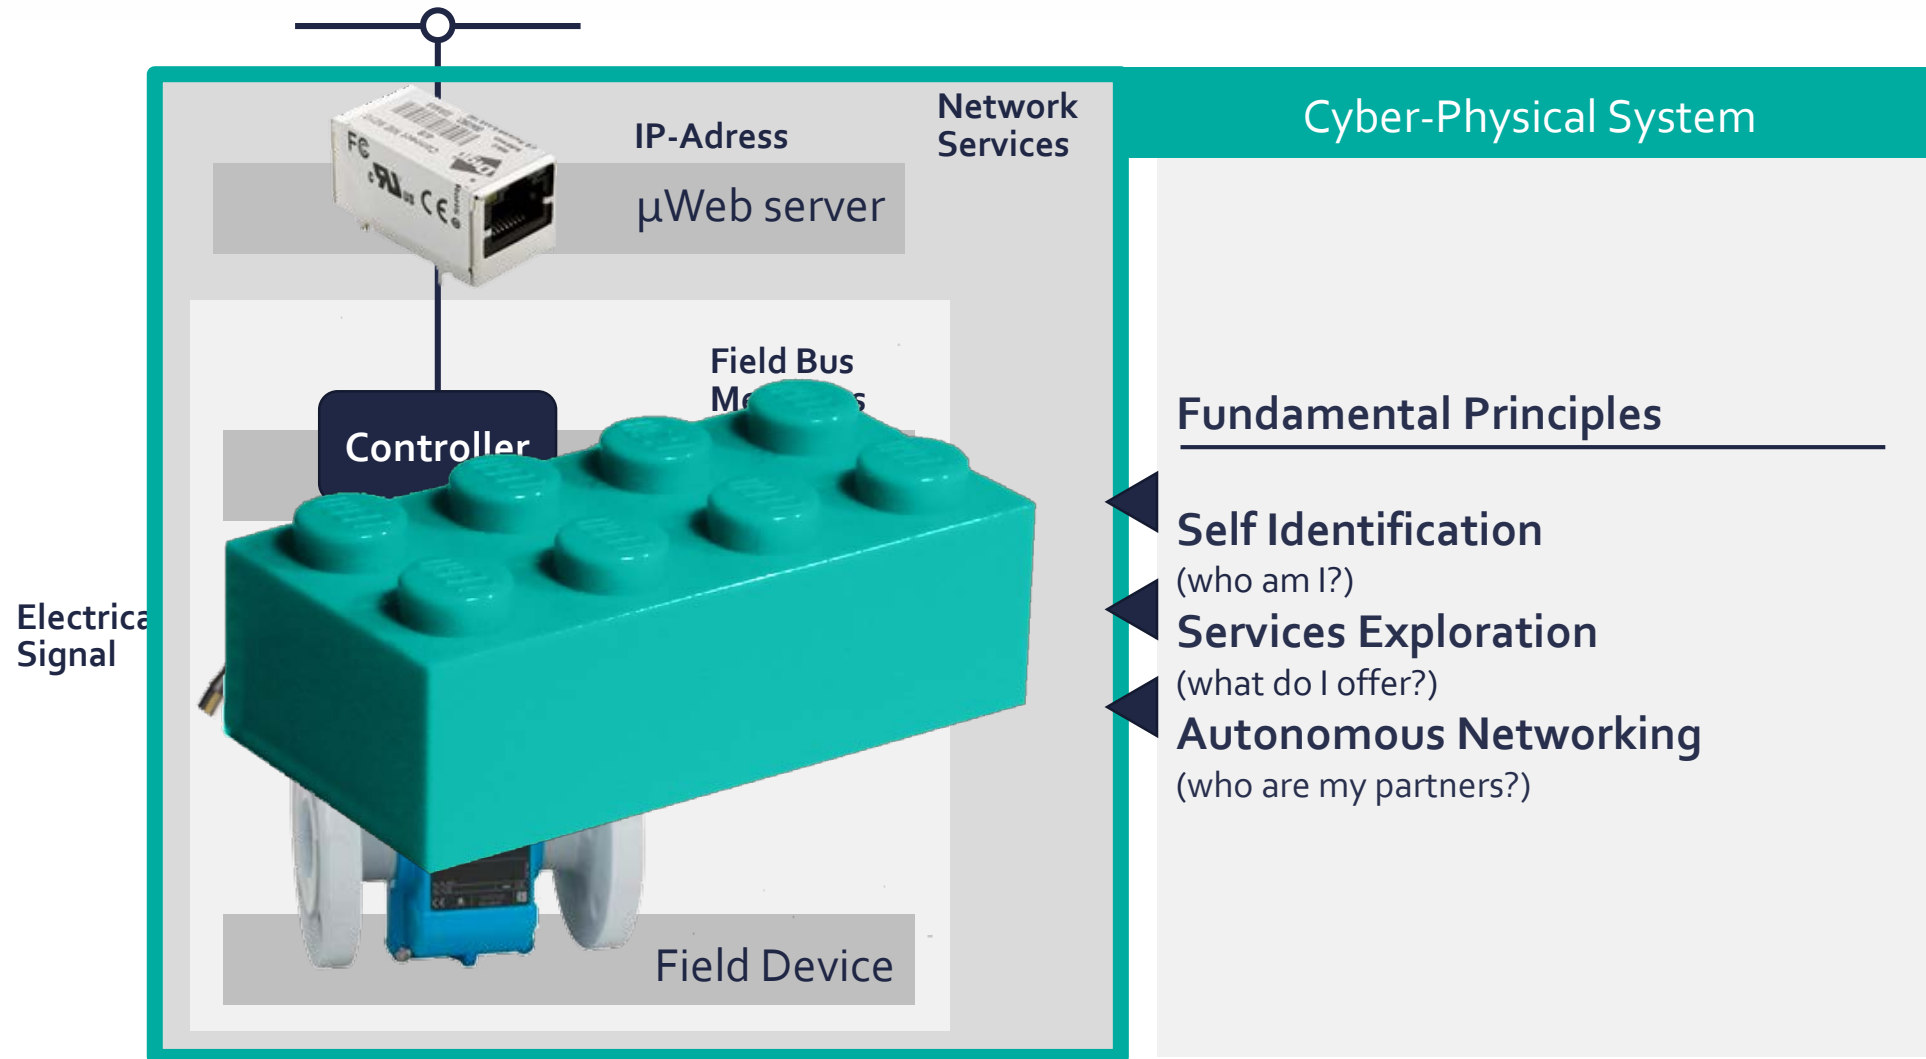 Cyber-Physical System
Network
Services
IP-Adress
μWeb server
Field Bus
Controller
Electrica
Signal
Field Device
Fundamental Principles
Self Identification
(who am I?)
Services Exploration
(what do I offer?)
Autonomous Networking
(who are my partners?)